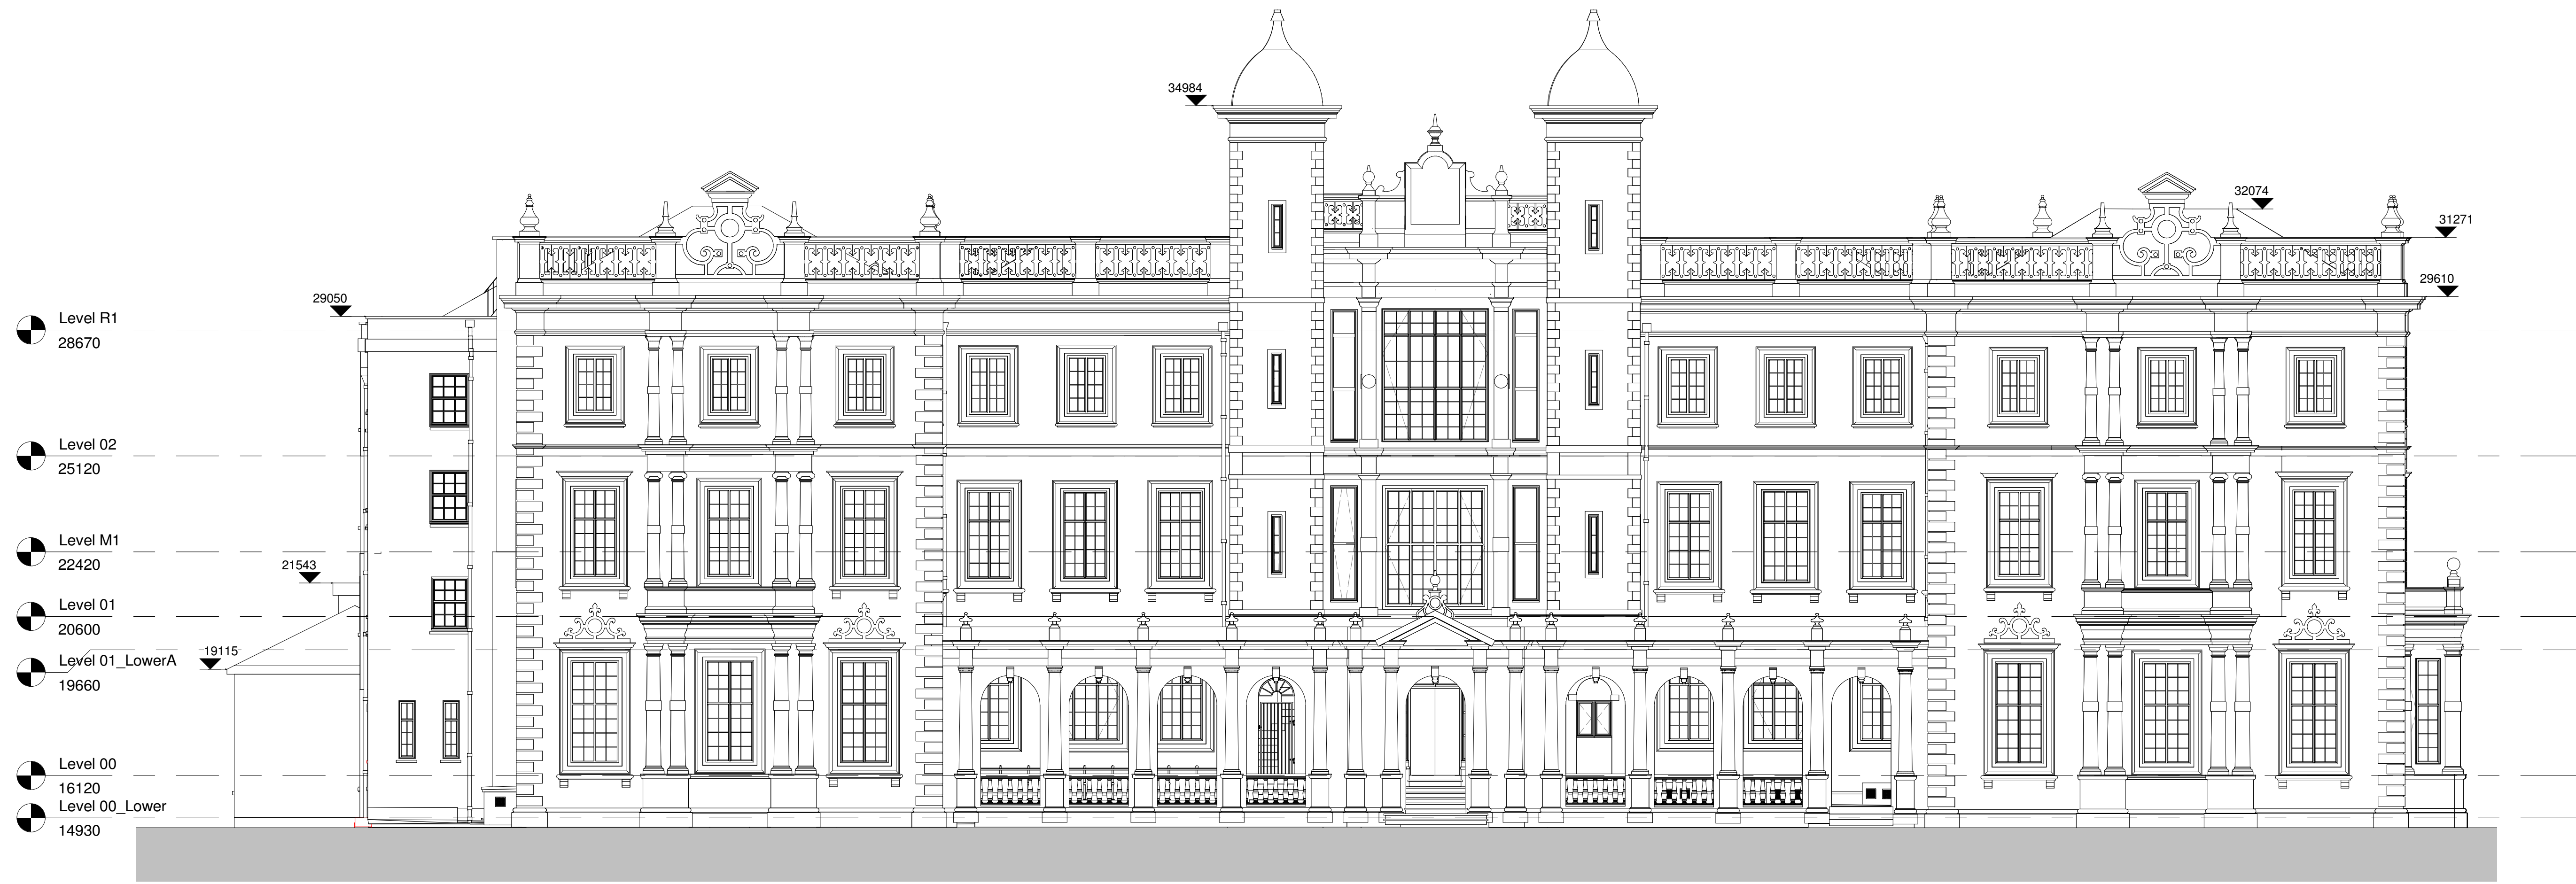 34984
32074
31271
29610
29050
Level R1
28670
Level 02
25120
Level M1
22420
21543
Level 01
20600
19115
Level 01_LowerA
19660
Level 00
16120
Level 00_Lower
14930